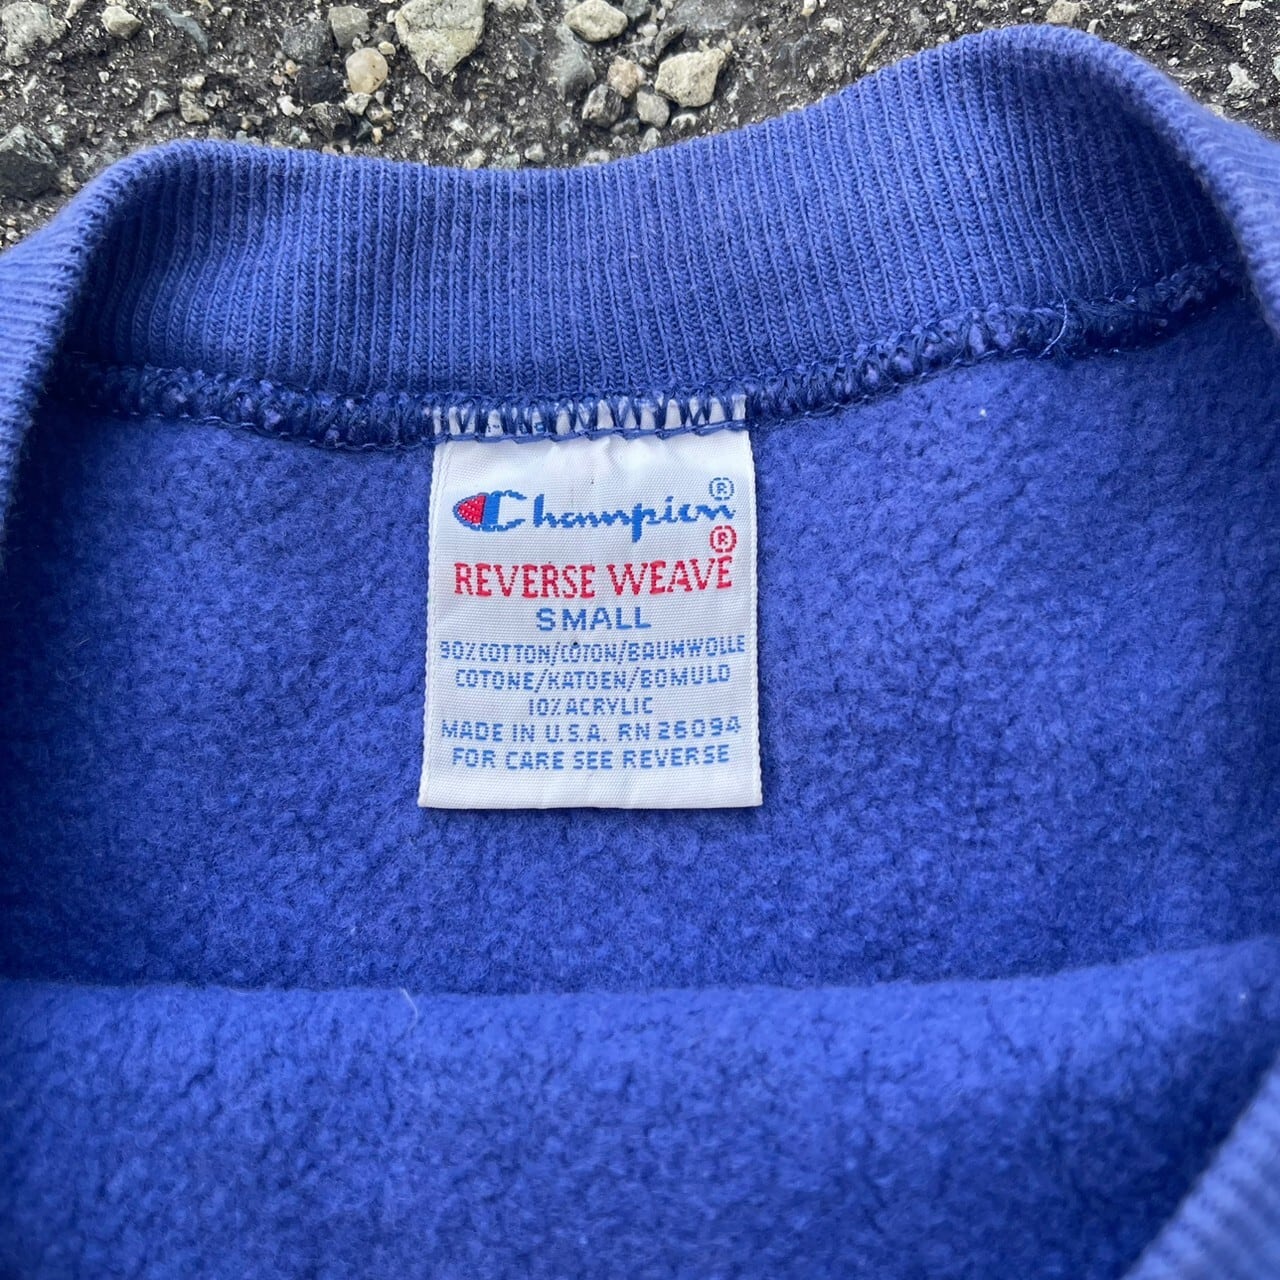 Champion®
REVERSE WEAVE®
SMALL
90% COTTON/COTON/BAUMWOLLE
COTONE/KATOEN/BOMULD
10% ACRYLIC
MADE IN U.S.A. RN 26094
FOR CARE SEE REVERSE